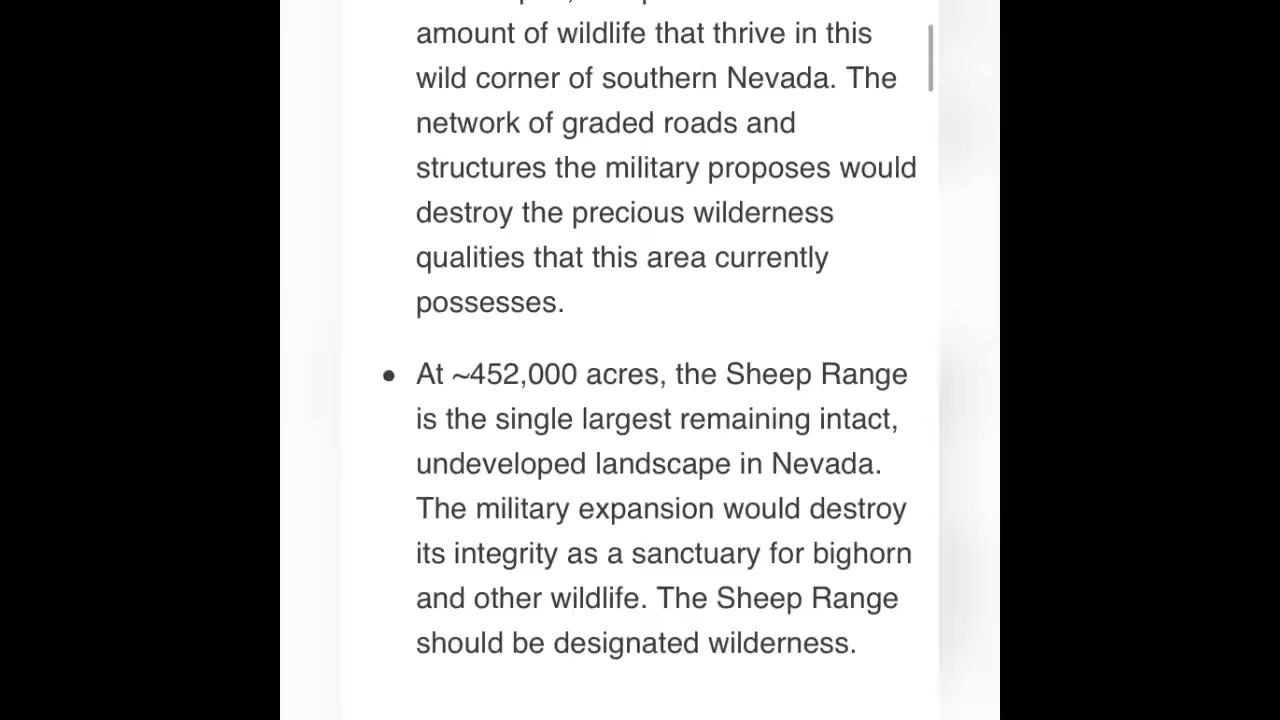 amount of wildlife that thrive in this
wild corner of southern Nevada. The
network of graded roads and
structures the military proposes would
destroy the precious wilderness
qualities that this area currently
possesses.
● At ~452,000 acres, the Sheep Range
is the single largest remaining intact,
undeveloped landscape in Nevada.
The military expansion would destroy
its integrity as a sanctuary for bighorn
and other wildlife. The Sheep Range
should be designated wilderness.